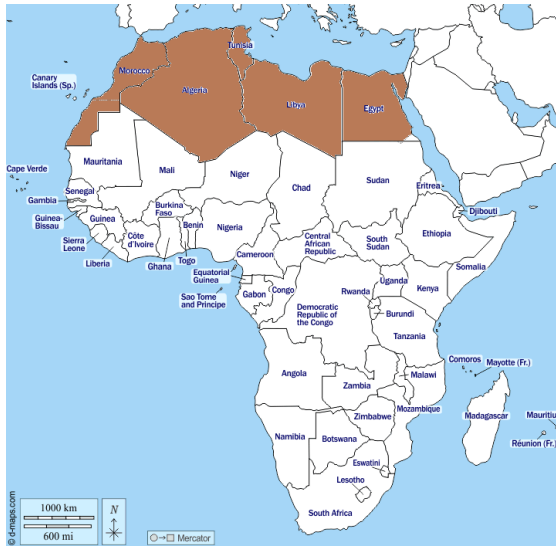 Tunisia
Morocco
Canary
Islands (Sp.)
Algeria
Libya
Egypt
Mauritania
Mali
Niger
Chad
Sudan
Eritrea
Cape Verde
Senegal
Gambia
Guinea-
Bissau
Guinea
Sierra
Leone
Liberia
Côte
d'Ivoire
Burkina
Faso
Ghana
Togo
Benin
Nigeria
Cameroon
Central
African
Republic
South
Sudan
Ethiopia
Djibouti
Somalia
Equatorial
Guinea
Sao Tome
and Principe
Gabon
Congo
Democratic
Republic of
the Congo
Rwanda
Uganda
Kenya
Burundi
Tanzania
Comoros
Mayotte (Fr.)
Angola
Zambia
Malawi
Mozambique
Zimbabwe
Madagascar
Mauritiu
Réunion (Fr.)
Namibia
Botswana
Eswatini
Lesotho
South Africa
1000 km
600 mi
N
Mercator
© d-maps.com